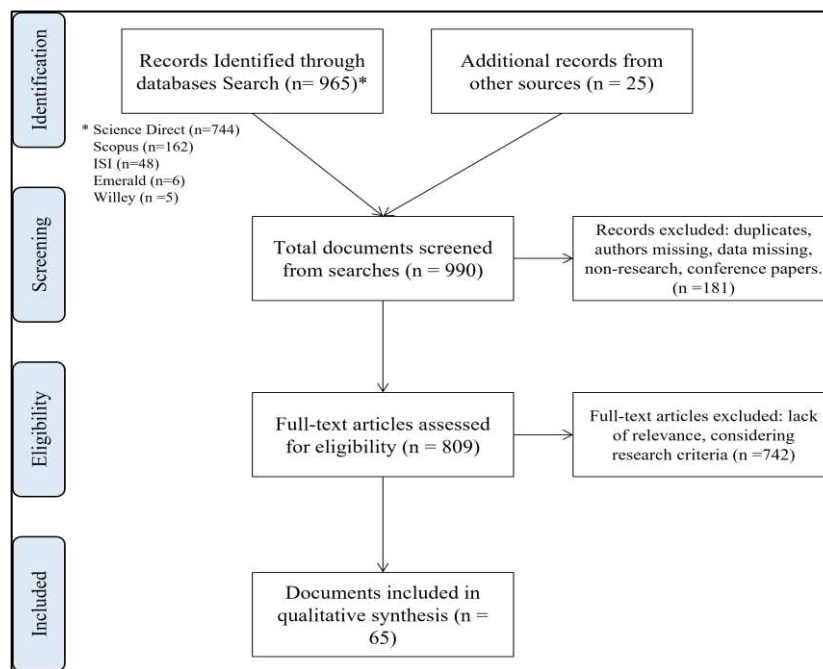 Identification
Records Identified through
databases Search (n= 965)*
Additional records from
other sources (n = 25)
* Science Direct (n=744)
Scopus (n=162)
ISI (n=48)
Emerald (n=6)
Willey (n =5)
Screening
Total documents screened
from searches (n = 990)
Records excluded: duplicates,
authors missing, data missing,
non-research, conference papers.
(n =181)
Eligibility
Full-text articles assessed
for eligibility (n = 809)
Full-text articles excluded: lack
of relevance, considering
research criteria (n =742)
Included
Documents included in
qualitative synthesis (n =
65)